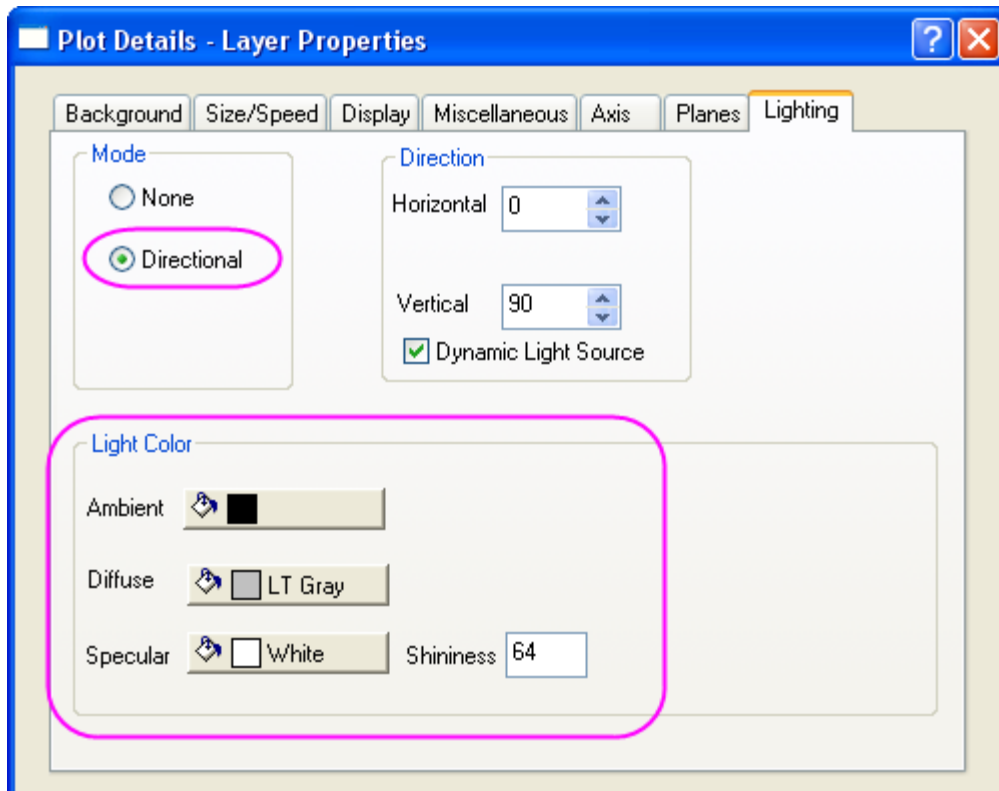 Plot Details - Layer Properties
Background Size/Speed Display Miscellaneous Axis Planes Lighting
Mode
None
Directional
Direction
Horizontal 0
Vertical 90
Dynamic Light Source
Light Color
Ambient
Diffuse LT Gray
Specular White Shininess 64